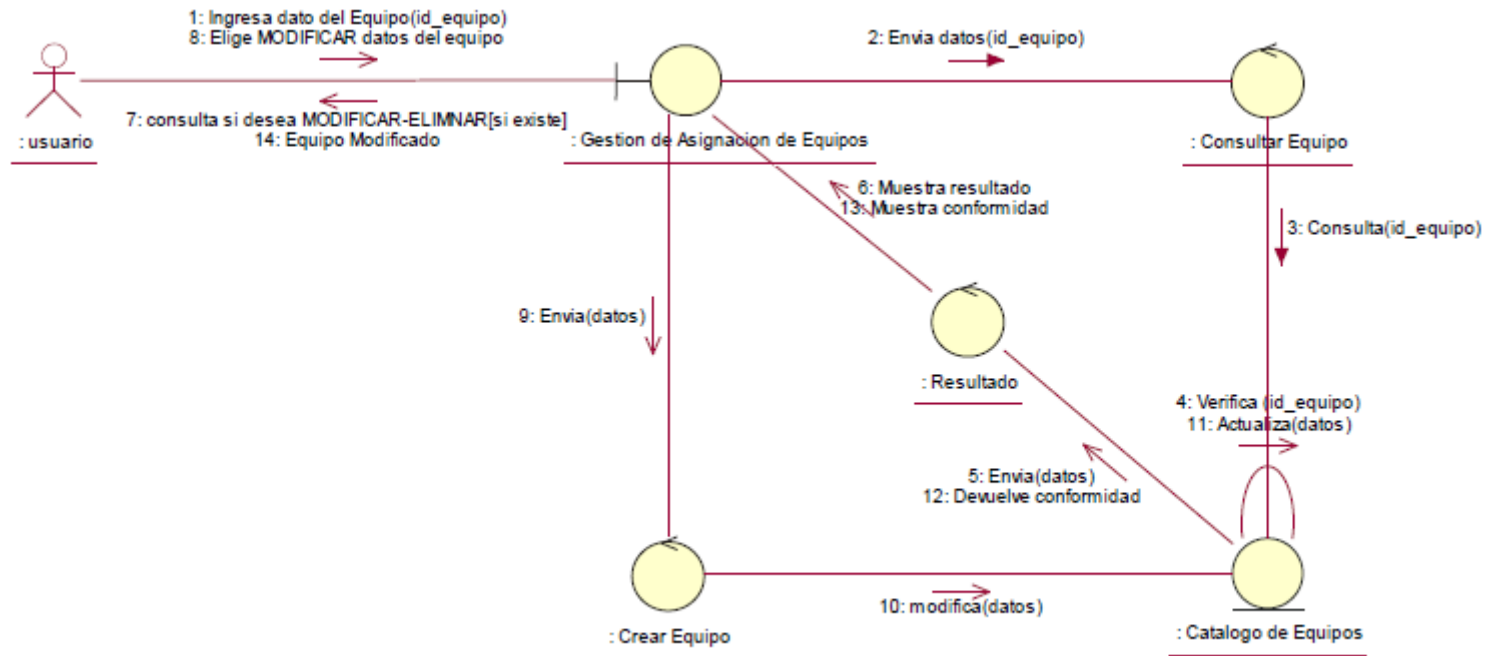 1: Ingresa dato del Equipo(id_equipo)
8: Elige MODIFICAR datos del equipo
2: Envia datos(id_equipo)
7: consulta si desea MODIFICAR-ELIMNAR[si existe]
14: Equipo Modificado
: usuario
: Gestion de Asignacion de Equipos
: Consultar Equipo
6: Muestra resultado
13: Muestra conformidad
3: Consulta(id_equipo)
9: Envia(datos)
: Resultado
4: Verifica (id_equipo)
11: Actualiza(datos)
5: Envia(datos)
12: Devuelve conformidad
10: modifica(datos)
: Crear Equipo
: Catalogo de Equipos